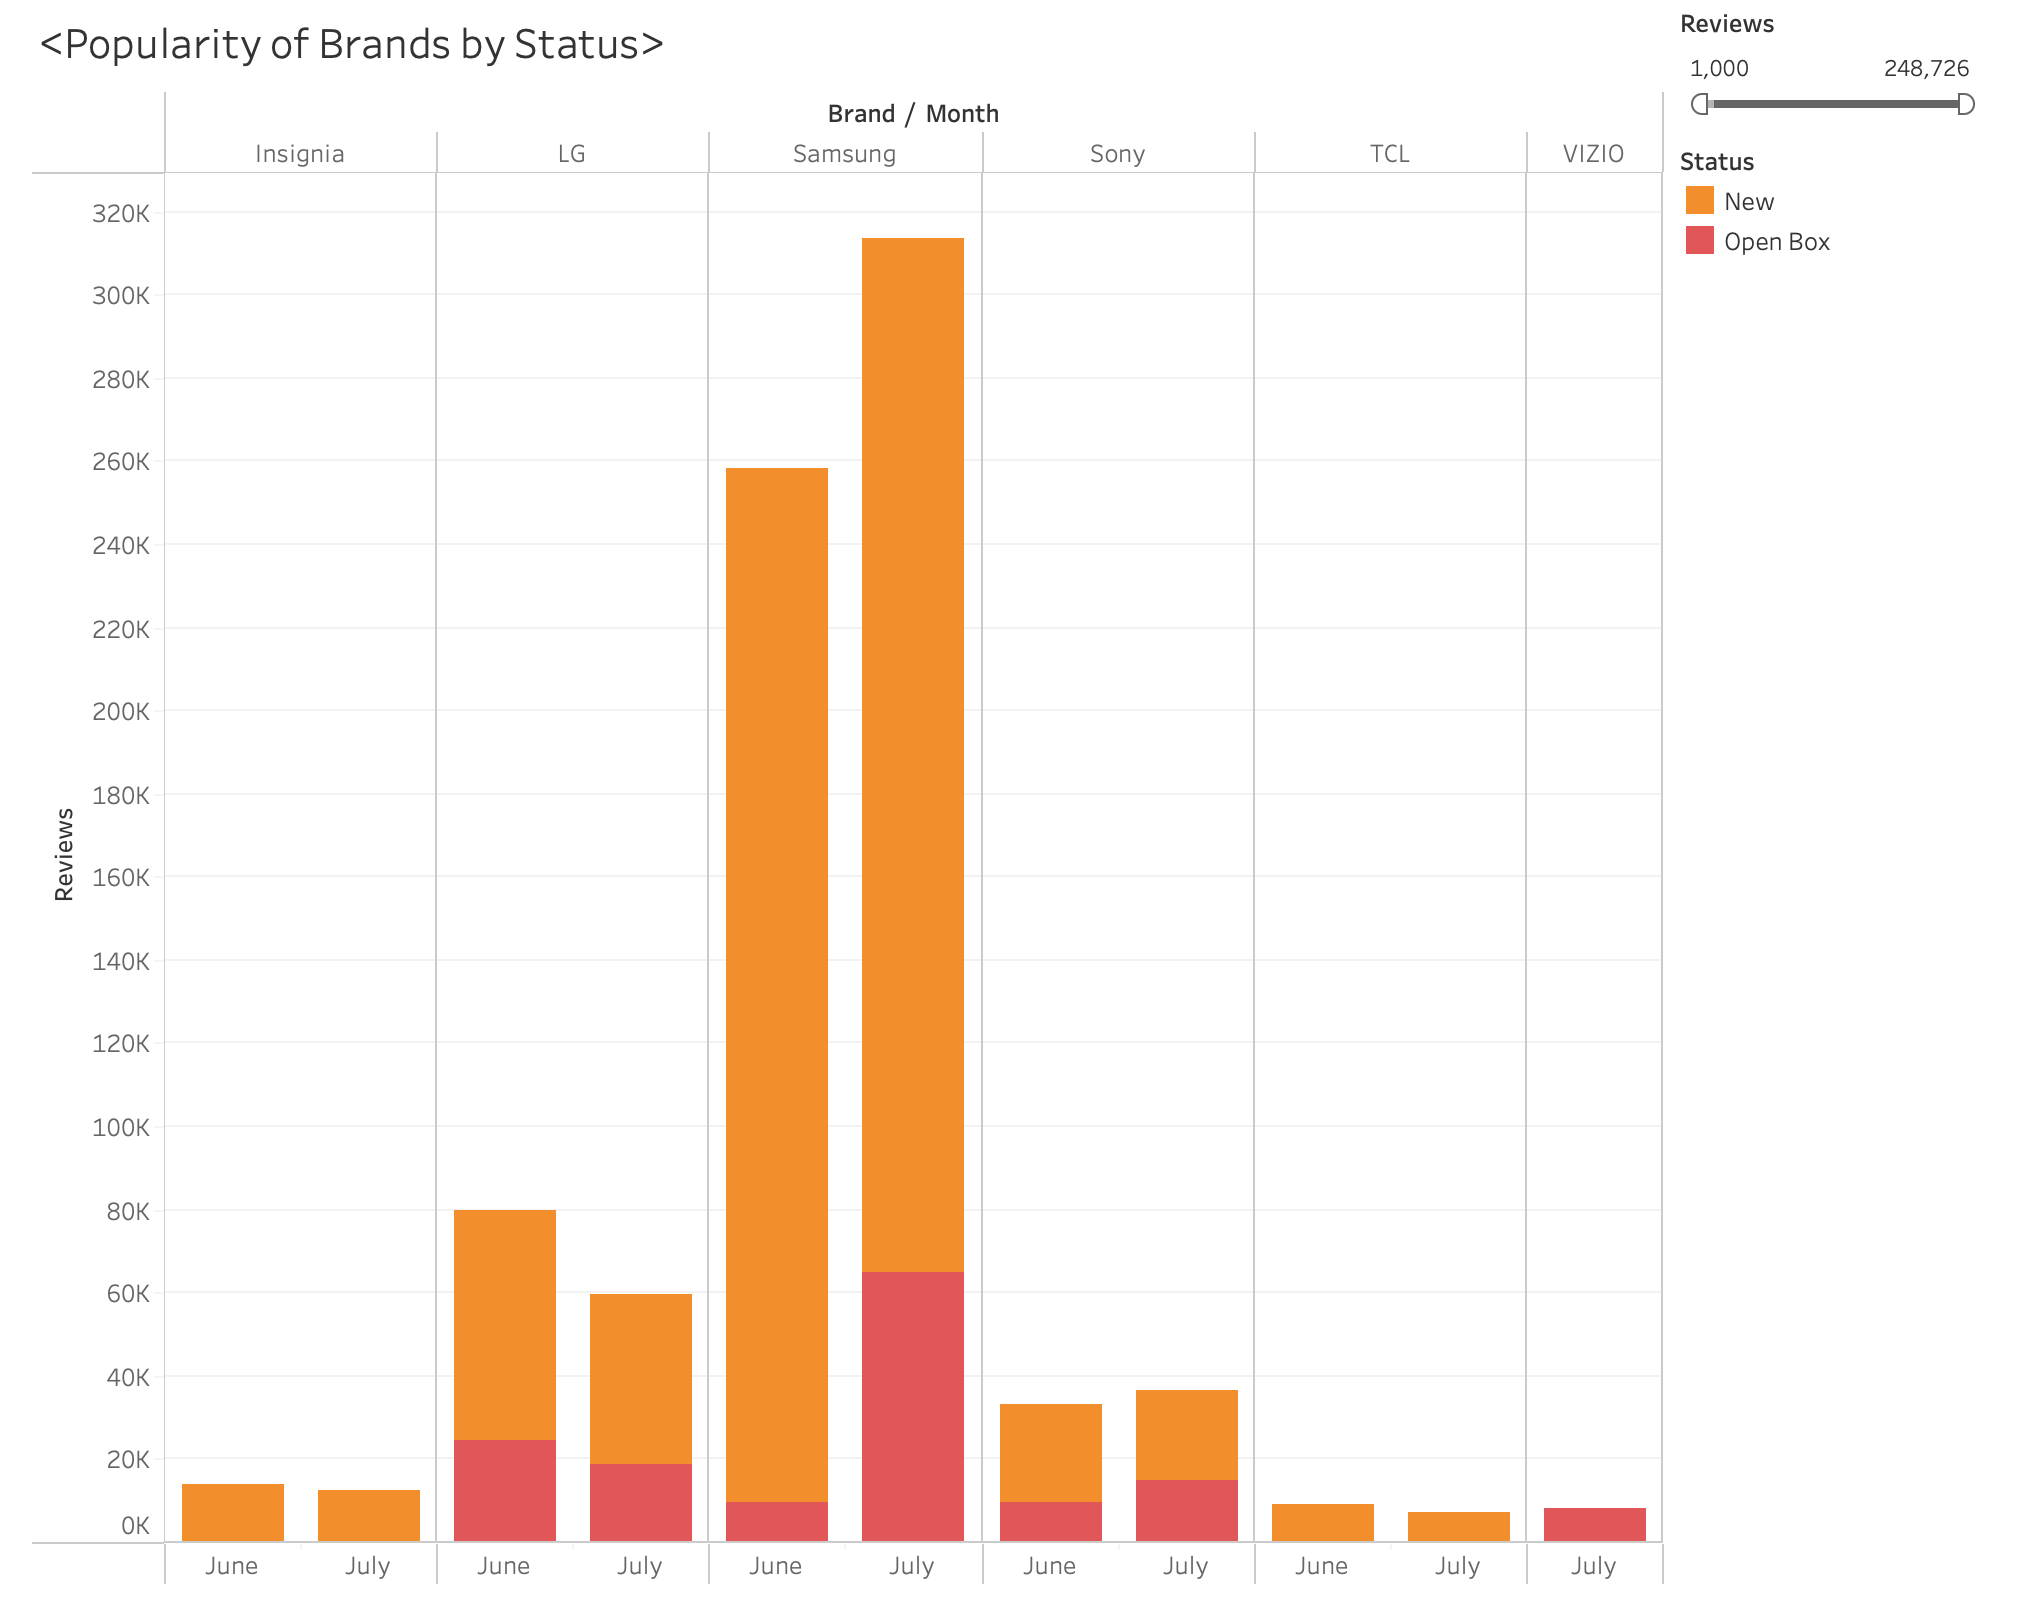 <Popularity of Brands by Status>
Brand / Month
Insignia LG Samsung Sony TCL VIZIO
Reviews
320K
300K
280K
260K
240K
220K
200K
180K
160K
140K
120K
100K
80K
60K
40K
20K
0K
June July June July June July June July June July July
Reviews
1,000 248,726
Status
New
Open Box